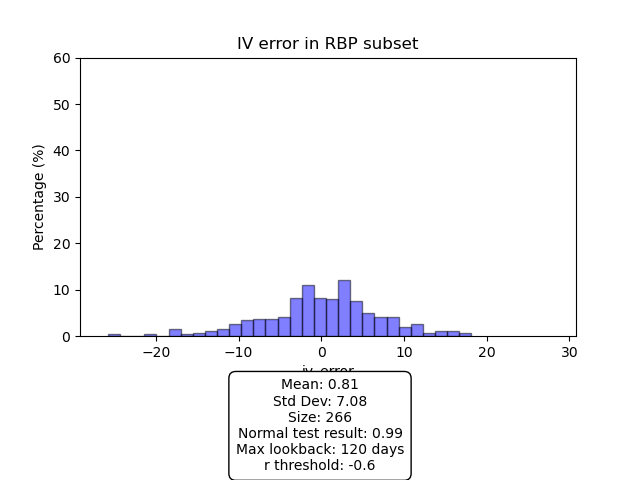 IV error in RBP subset
60
50
40
30
20
10
0
Percentage (%)
−20
−10
0
10
20
30
iv_error
Mean: 0.81
Std Dev: 7.08
Size: 266
Normal test result: 0.99
Max lookback: 120 days
r threshold: -0.6